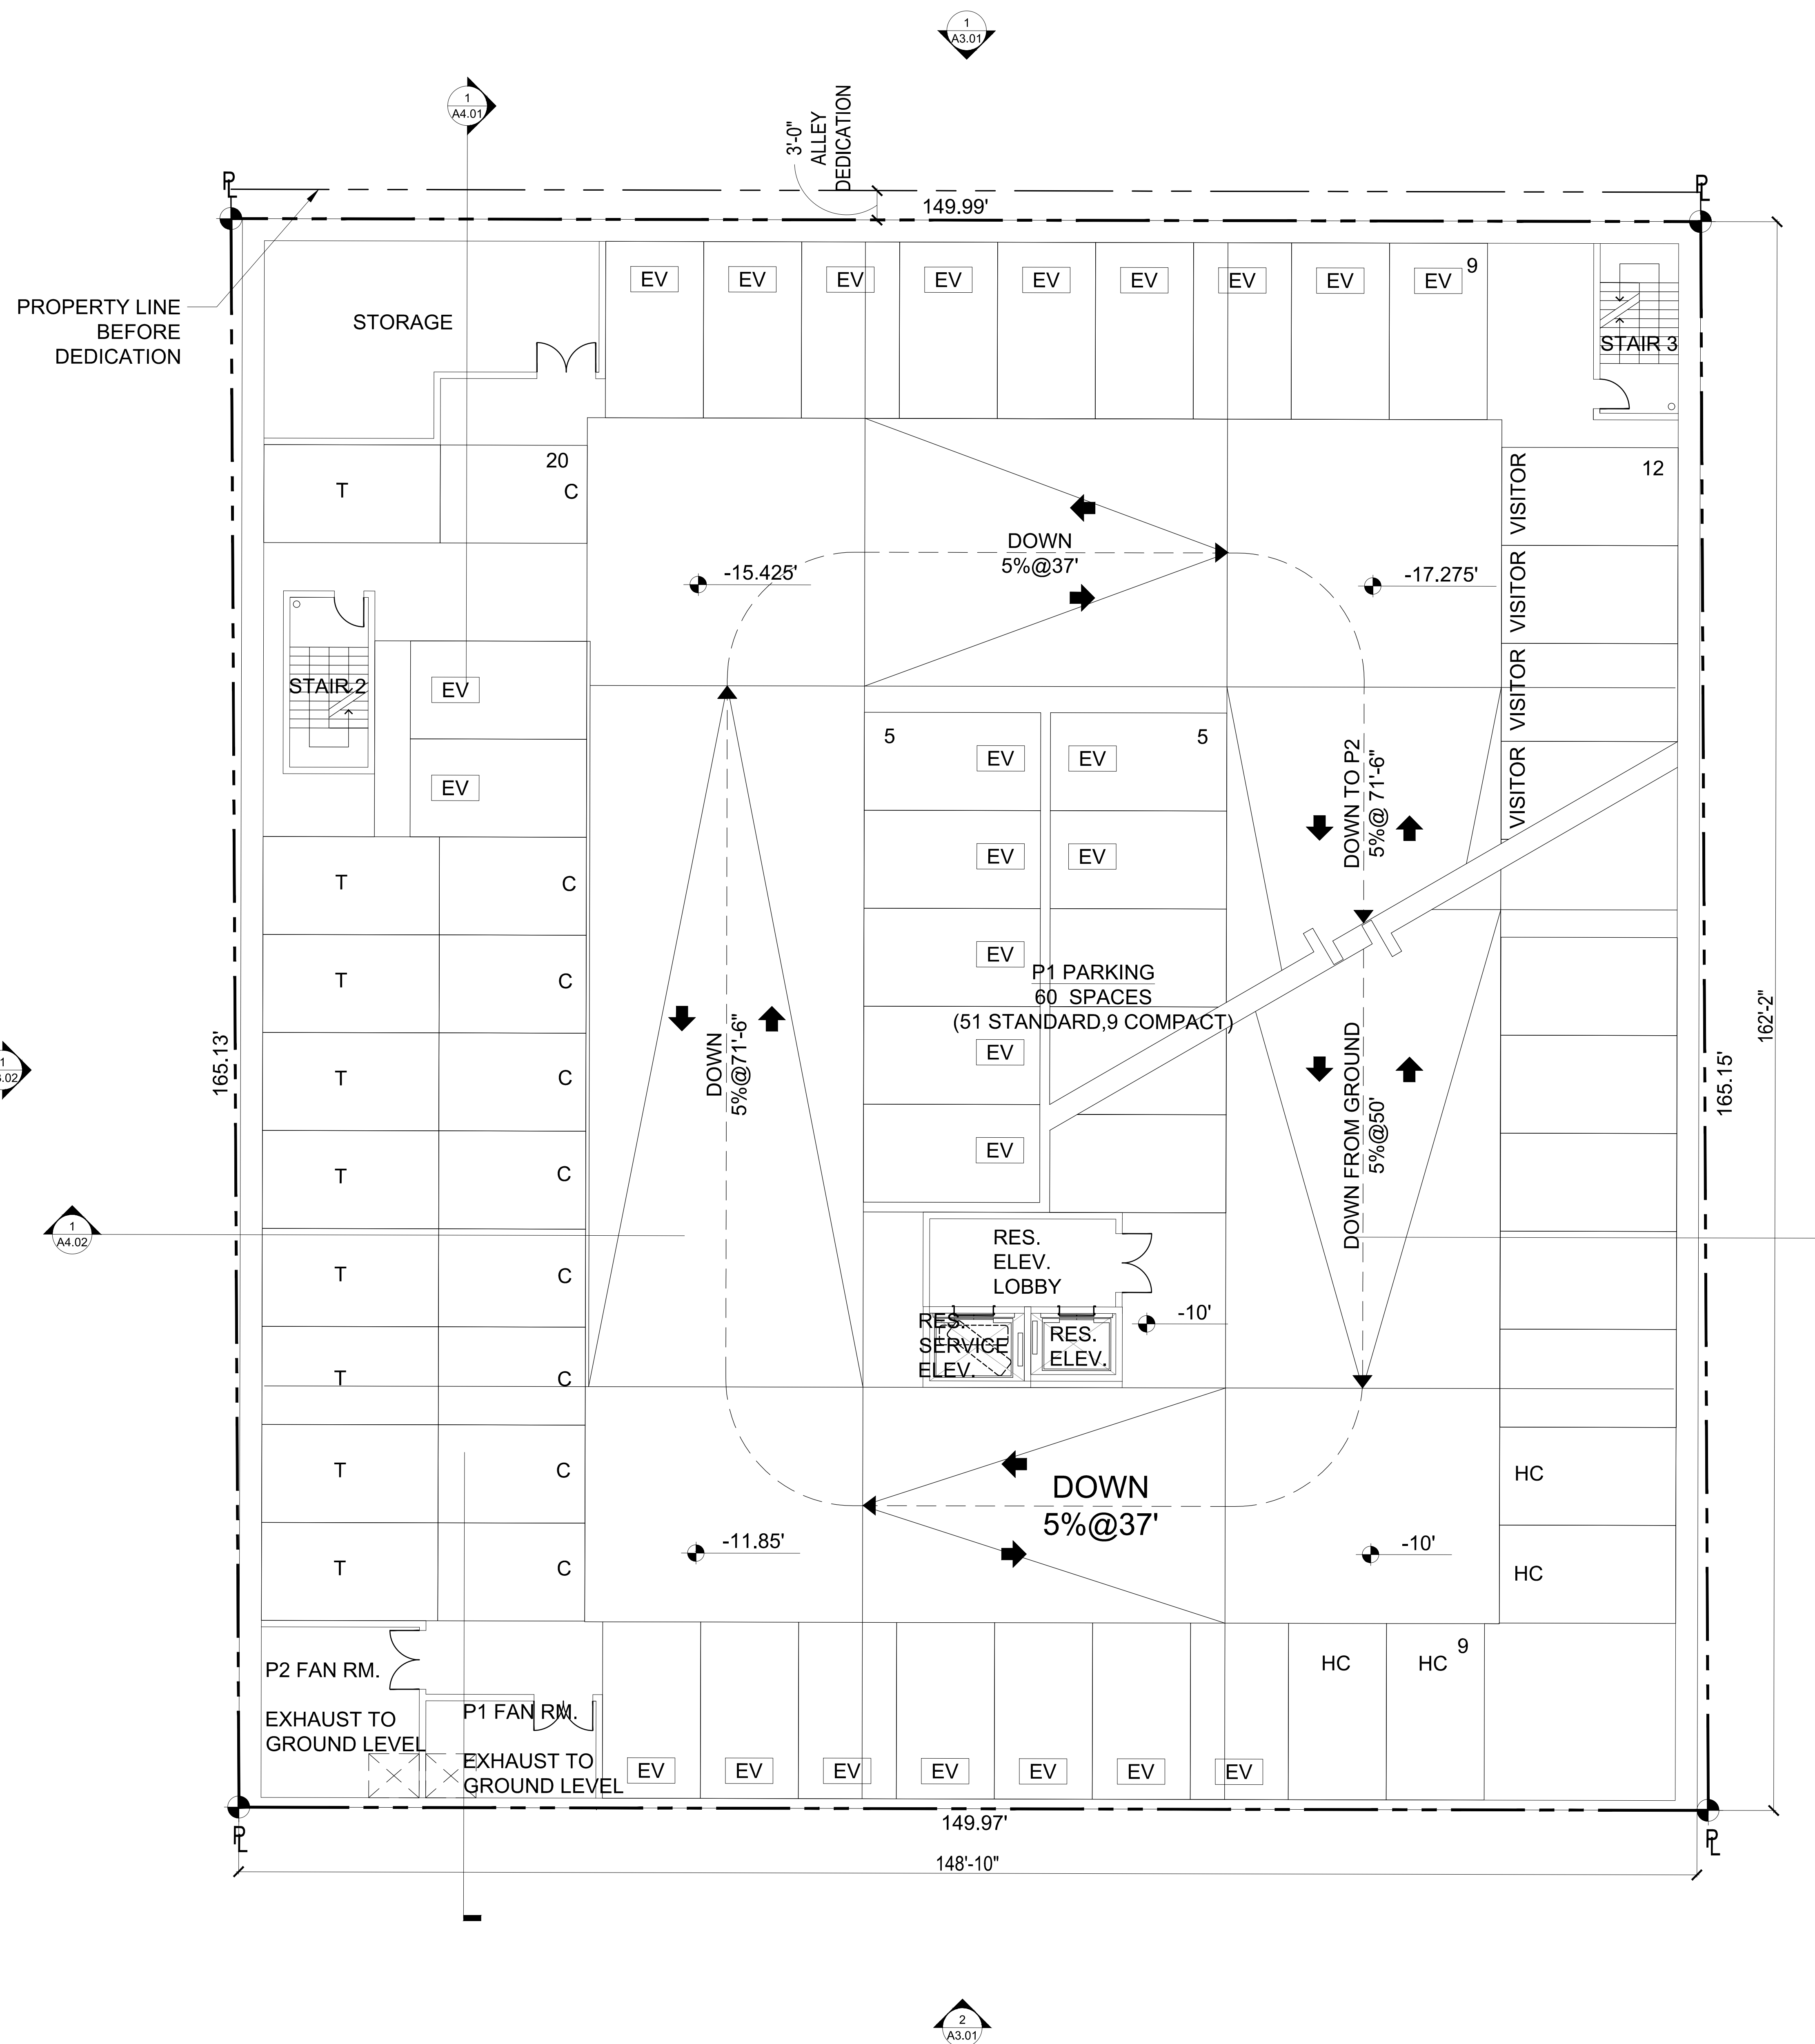 1
A3.01
1
A4.01
3'-0"
ALLEY
DEDICATION
P
L
P
L
149.99'
PROPERTY LINE
BEFORE
DEDICATION
STORAGE
EV
EV
EV
EV
EV
EV
EV
EV
EV
9
STAIR 3
20
T
C
VISITOR
12
DOWN
5%@37'
-15.425'
-17.275'
VISITOR
STAIR 2
EV
VISITOR
5
5
EV
EV
EV
VISITOR
DOWN TO P2
5%@ 71'-6"
T
C
EV
EV
EV
T
C
P1 PARKING
60 SPACES
(51 STANDARD,9 COMPACT)
EV
T
C
DOWN
5%@71'-6"
162'-2"
165.13'
165.15'
1
A4.02
T
C
EV
DOWN FROM GROUND
5%@50'
T
C
RES.
ELEV.
LOBBY
-10'
RES.
SERVICE
ELEV.
RES.
ELEV.
T
C
T
C
DOWN
5%@37'
HC
T
C
-11.85'
-10'
HC
P2 FAN RM.
EXHAUST TO
GROUND LEVEL
P1 FAN RM.
EXHAUST TO
GROUND LEVEL
HC
HC
9
EV
EV
EV
EV
EV
EV
EV
149.97'
P
L
P
L
148'-10"
2
A3.01